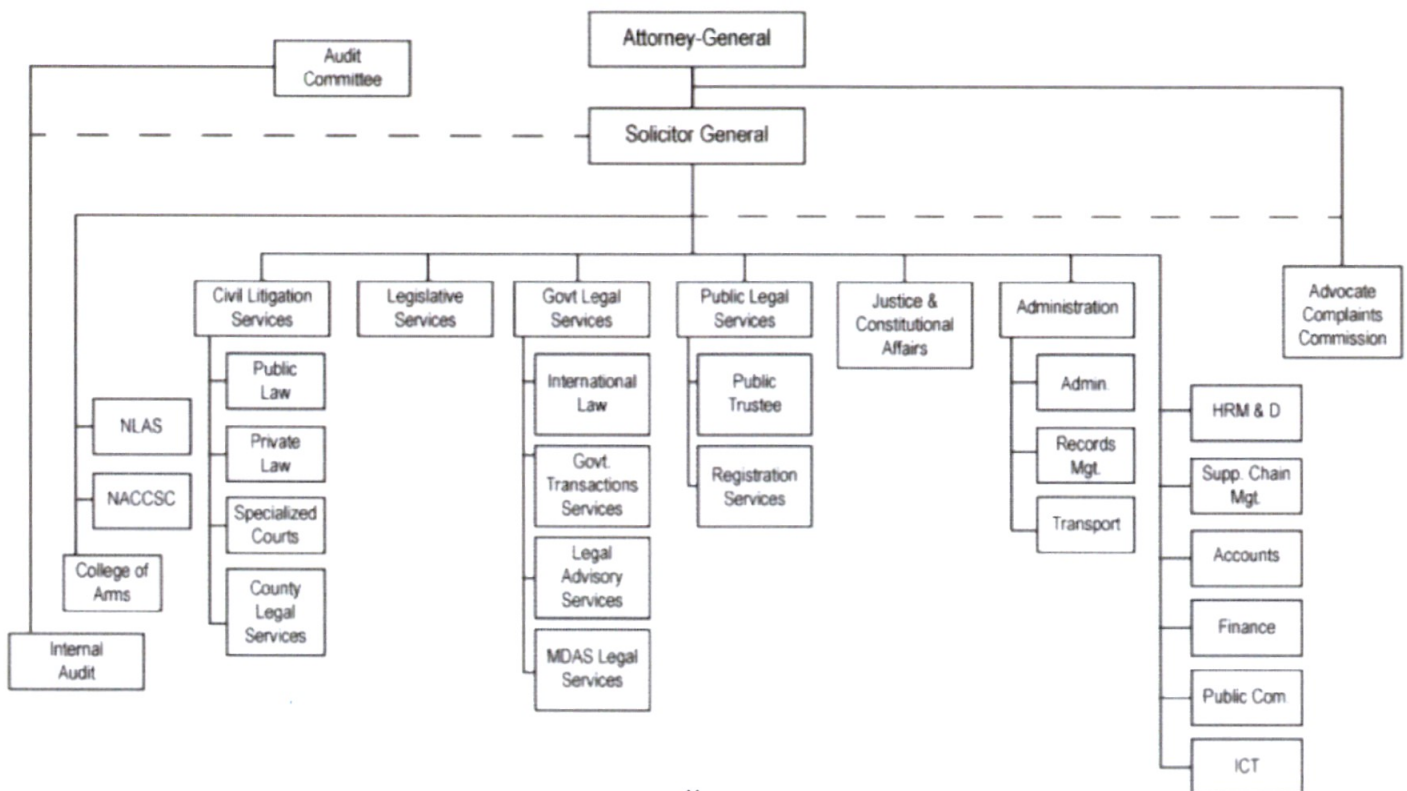 Attorney-General
Audit
Committee
Solicitor General
Civil Litigation
Services
Legislative
Services
Govt Legal
Services
Public Legal
Services
Justice &
Constitutional
Affairs
Administration
Advocate
Complaints
Commission
Public
Law
Private
Law
Specialized
Courts
County
Legal
Services
International
Law
Govt.
Transactions
Services
Legal
Advisory
Services
MDAS Legal
Services
Public
Trustee
Registration
Services
Admin.
Records
Mgt.
Transport
HRM & D
Supp. Chain
Mgt.
Accounts
Finance
Public Com.
ICT
NLAS
NACCSC
College of
Arms
Internal
Audit